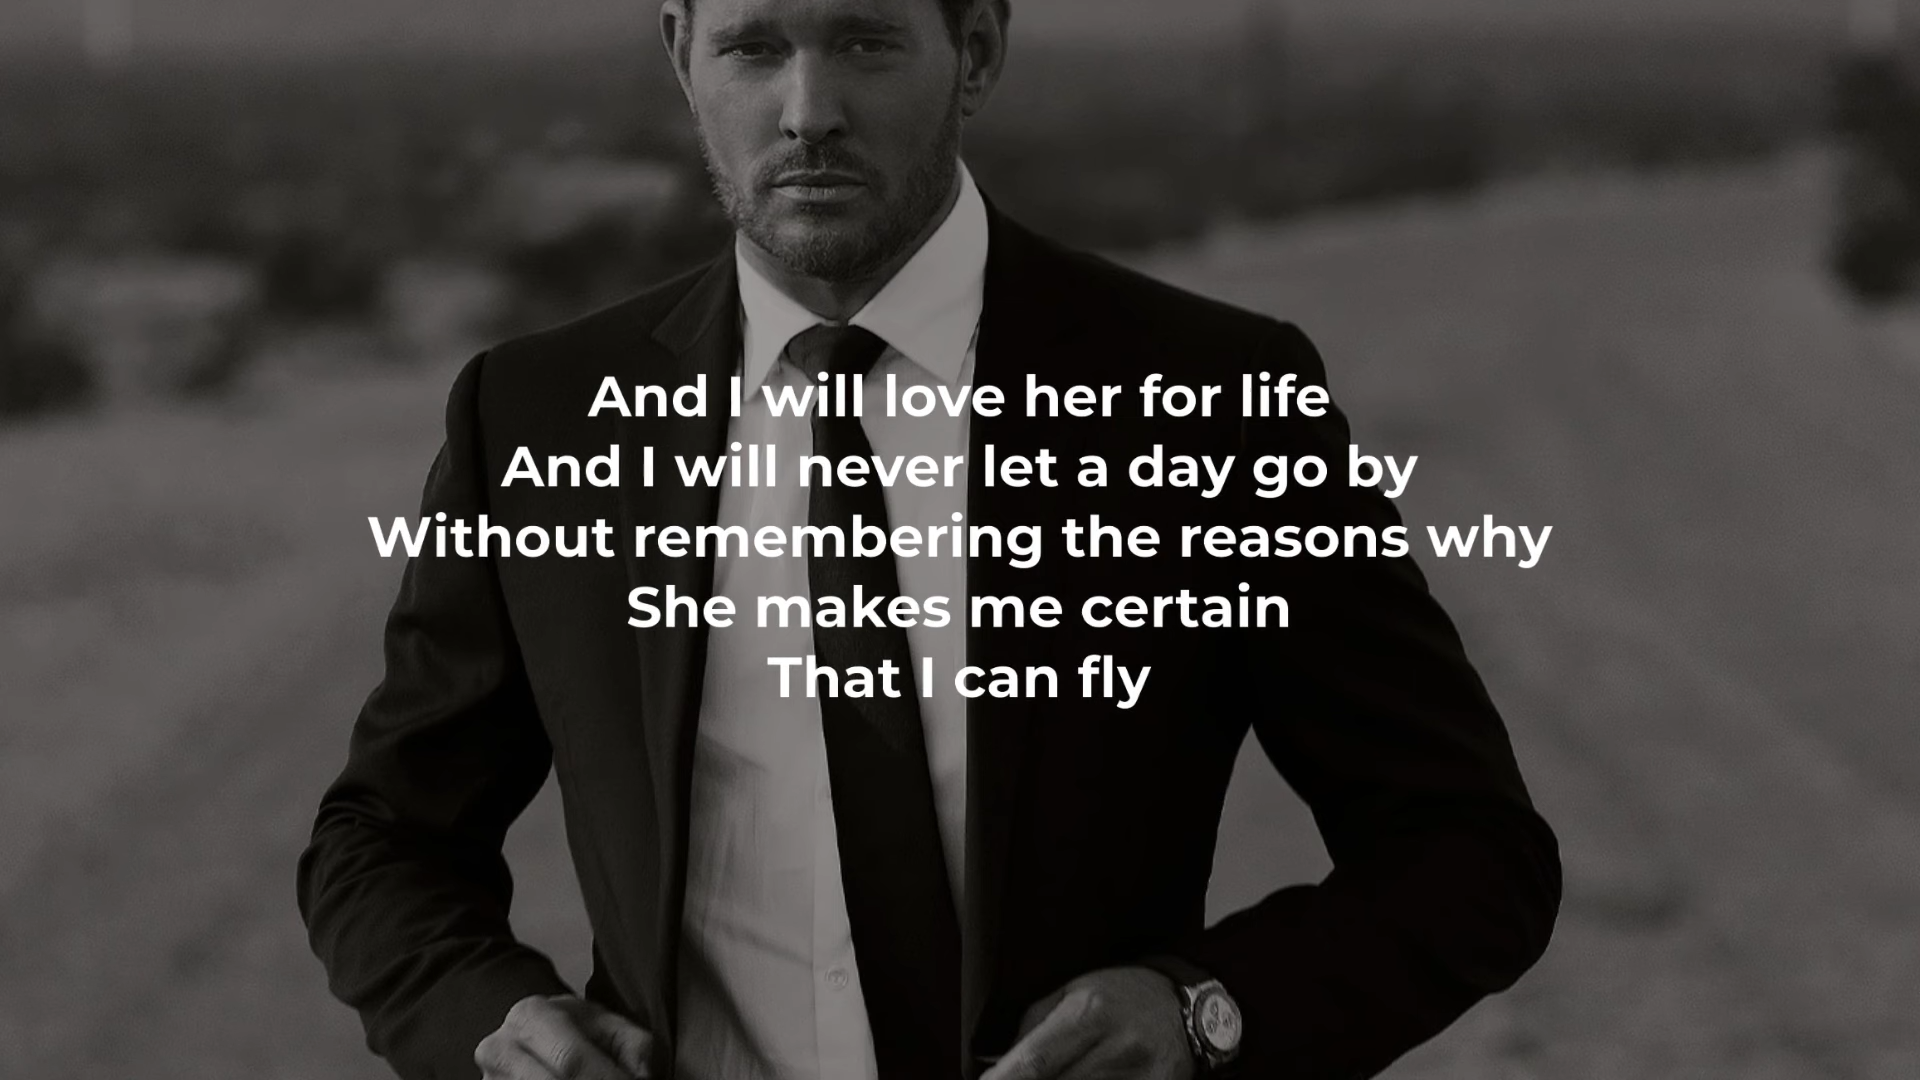 And I will love her for life
And I will never let a day go by
Without remembering the reasons why
She makes me certain
That I can fly